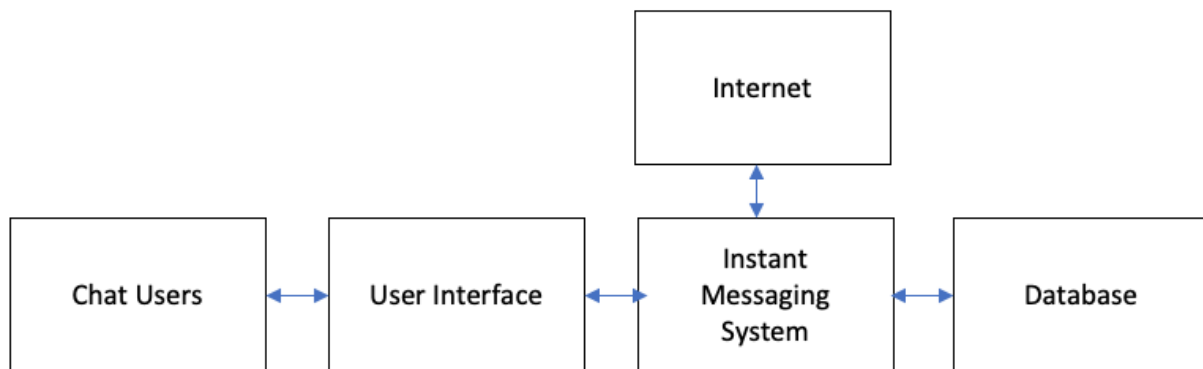 Internet
Chat Users
User Interface
Instant
Messaging
System
Database